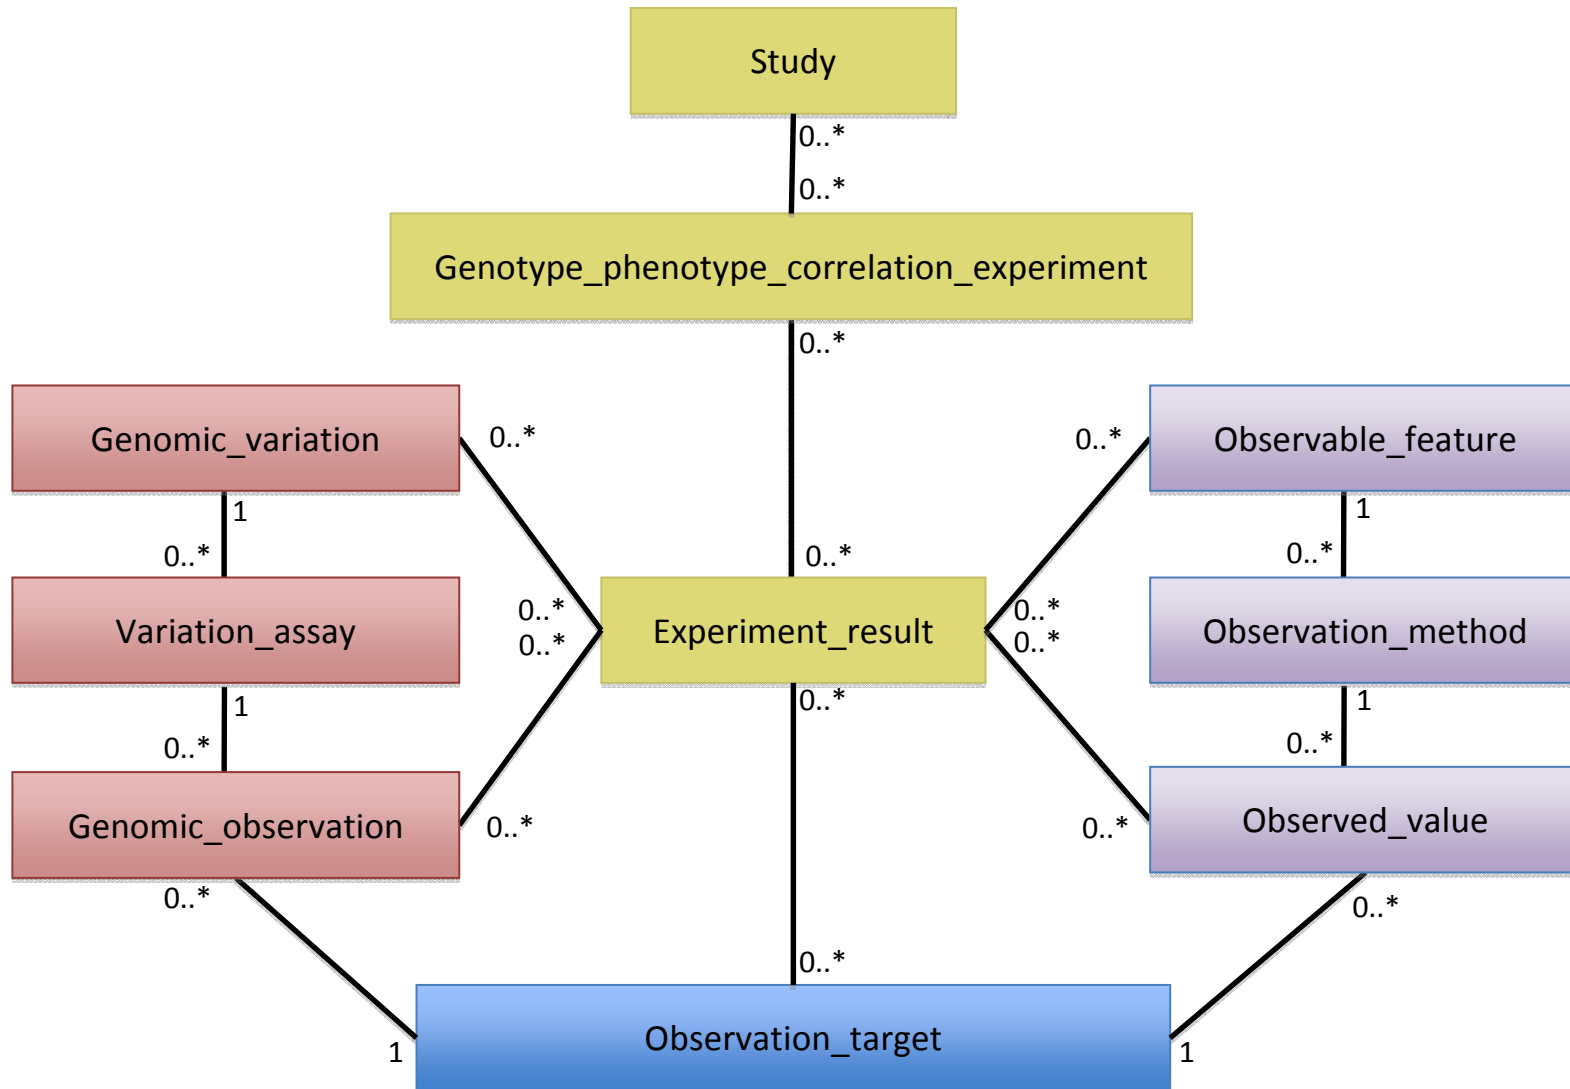 Study
0..*
0..*
Genotype_phenotype_correlation_experiment
0..*
Genomic_variation
0..*
0..*
Observable_feature
1
1
0..*
0..*
0..*
Variation_assay
0..*
0..*
Experiment_result
0..*
0..*
Observation_method
1
0..*
1
0..*
0..*
Genomic_observation
0..*
0..*
Observed_value
0..*
0..*
0..*
1
Observation_target
1